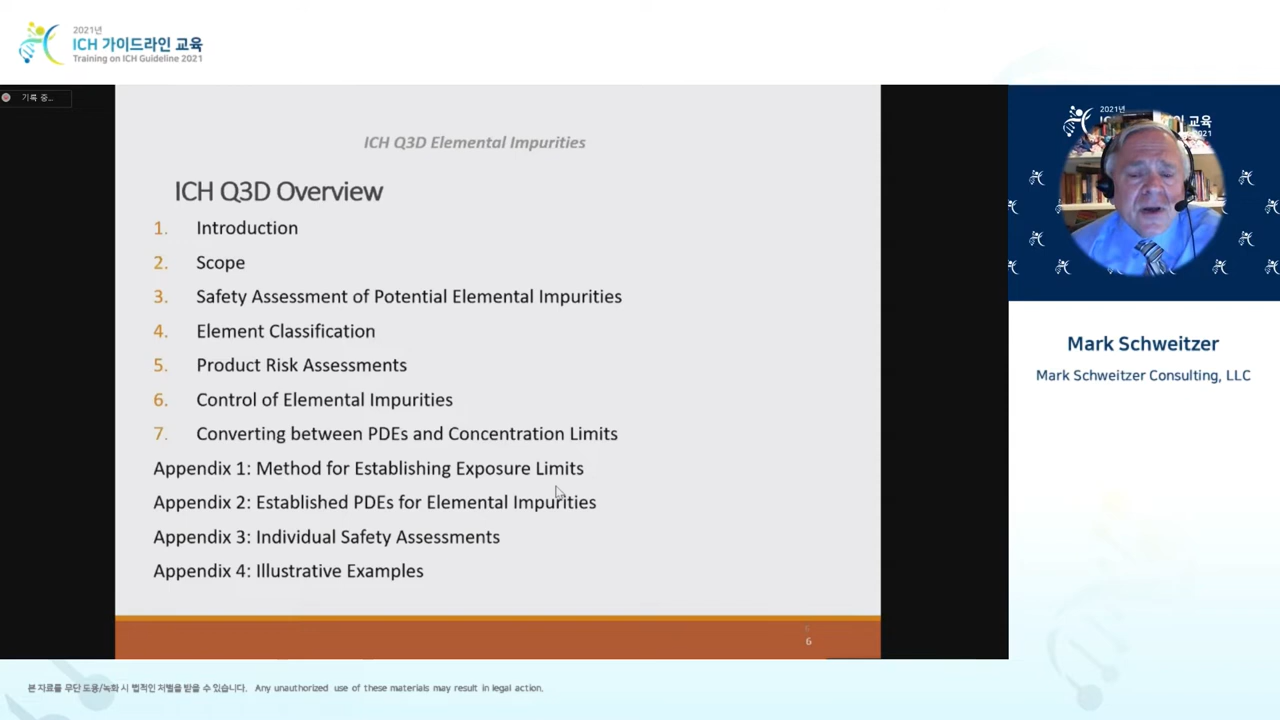 2021년
ICH 가이드라인 교육
Training on ICH Guideline 2021
기록 중...
ICH Q3D Elemental Impurities
ICH Q3D Overview
1. Introduction
2. Scope
3. Safety Assessment of Potential Elemental Impurities
4. Element Classification
5. Product Risk Assessments
6. Control of Elemental Impurities
7. Converting between PDEs and Concentration Limits
Appendix 1: Method for Establishing Exposure Limits
Appendix 2: Established PDEs for Elemental Impurities
Appendix 3: Individual Safety Assessments
Appendix 4: Illustrative Examples
6
2021년
교육
Mark Schweitzer
Mark Schweitzer Consulting, LLC
본 자료를 무단 도용/녹화 시 법적인 처벌을 받을 수 있습니다. Any unauthorized use of these materials may result in legal action.